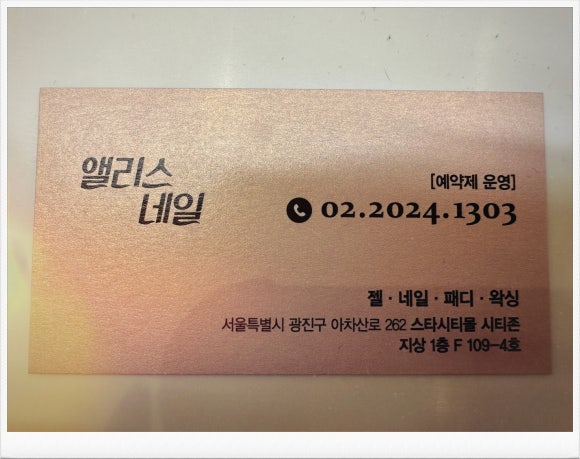 앨리스
네일
[예약제 운영]
02.2024.1303
젤 · 네일 · 패디 · 왁싱
서울특별시 광진구 아차산로 262 스타시티몰 시티존
지상 1층 F 109-4호